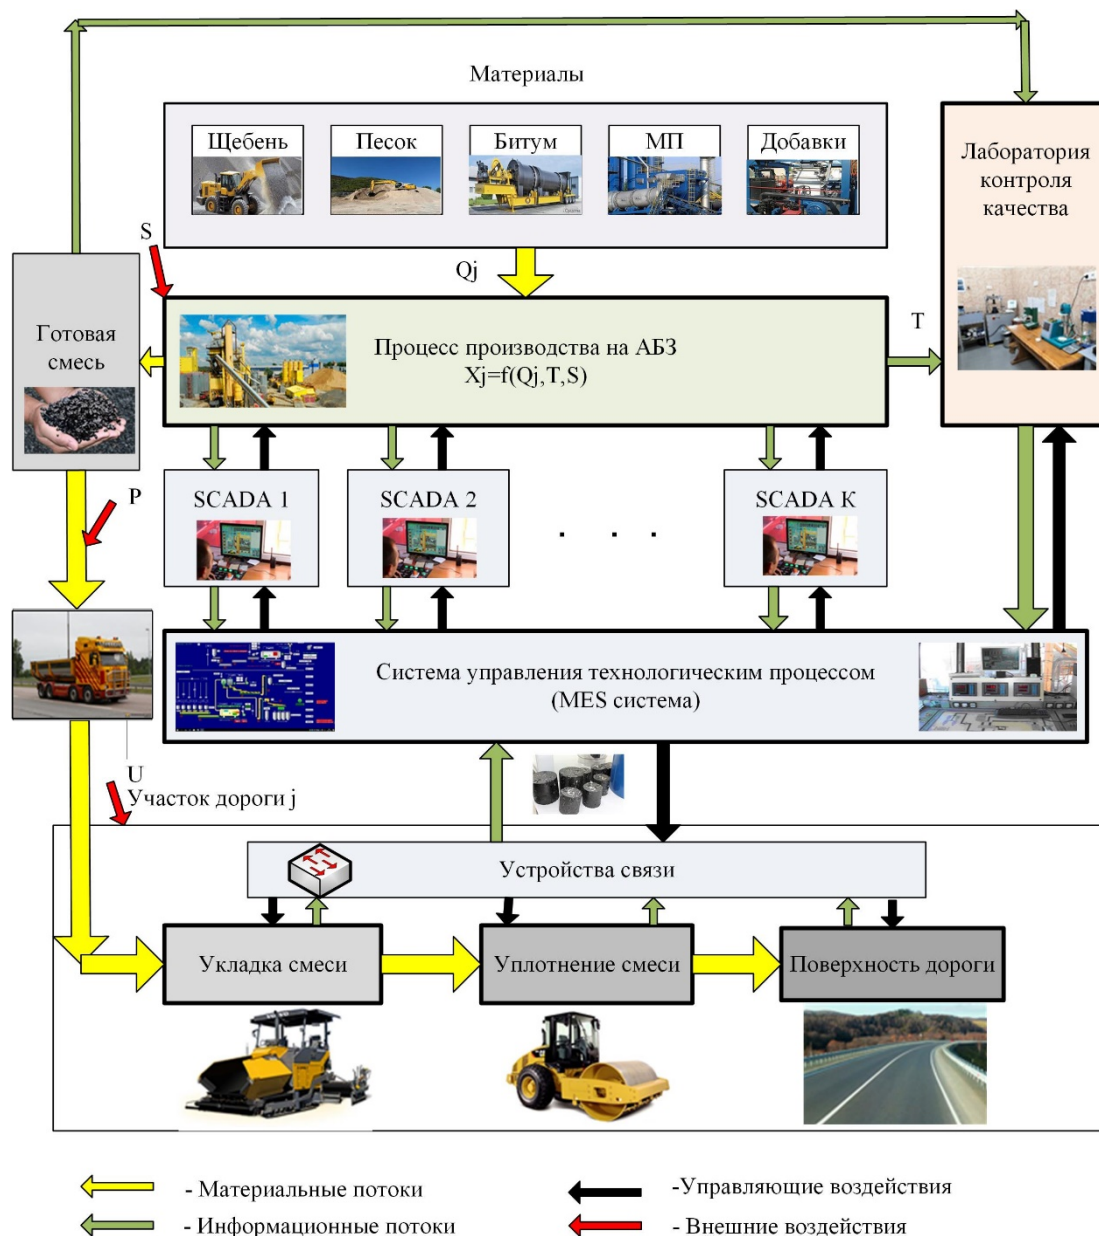 Материалы
Щебень
Песок
Битум
МП
Добавки
Лаборатория
контроля
качества
S
Qj
T
Готовая
смесь
Процесс производства на АБЗ
Xj=f(Qj,T,S)
P
SCADA 1
SCADA 2
. . .
SCADA К
Система управления технологическим процессом
(MES система)
U
Участок дороги j
Устройства связи
Укладка смеси
Уплотнение смеси
Поверхность дороги
- Материальные потоки
-Управляющие воздействия
- Информационные потоки
- Внешние воздействия